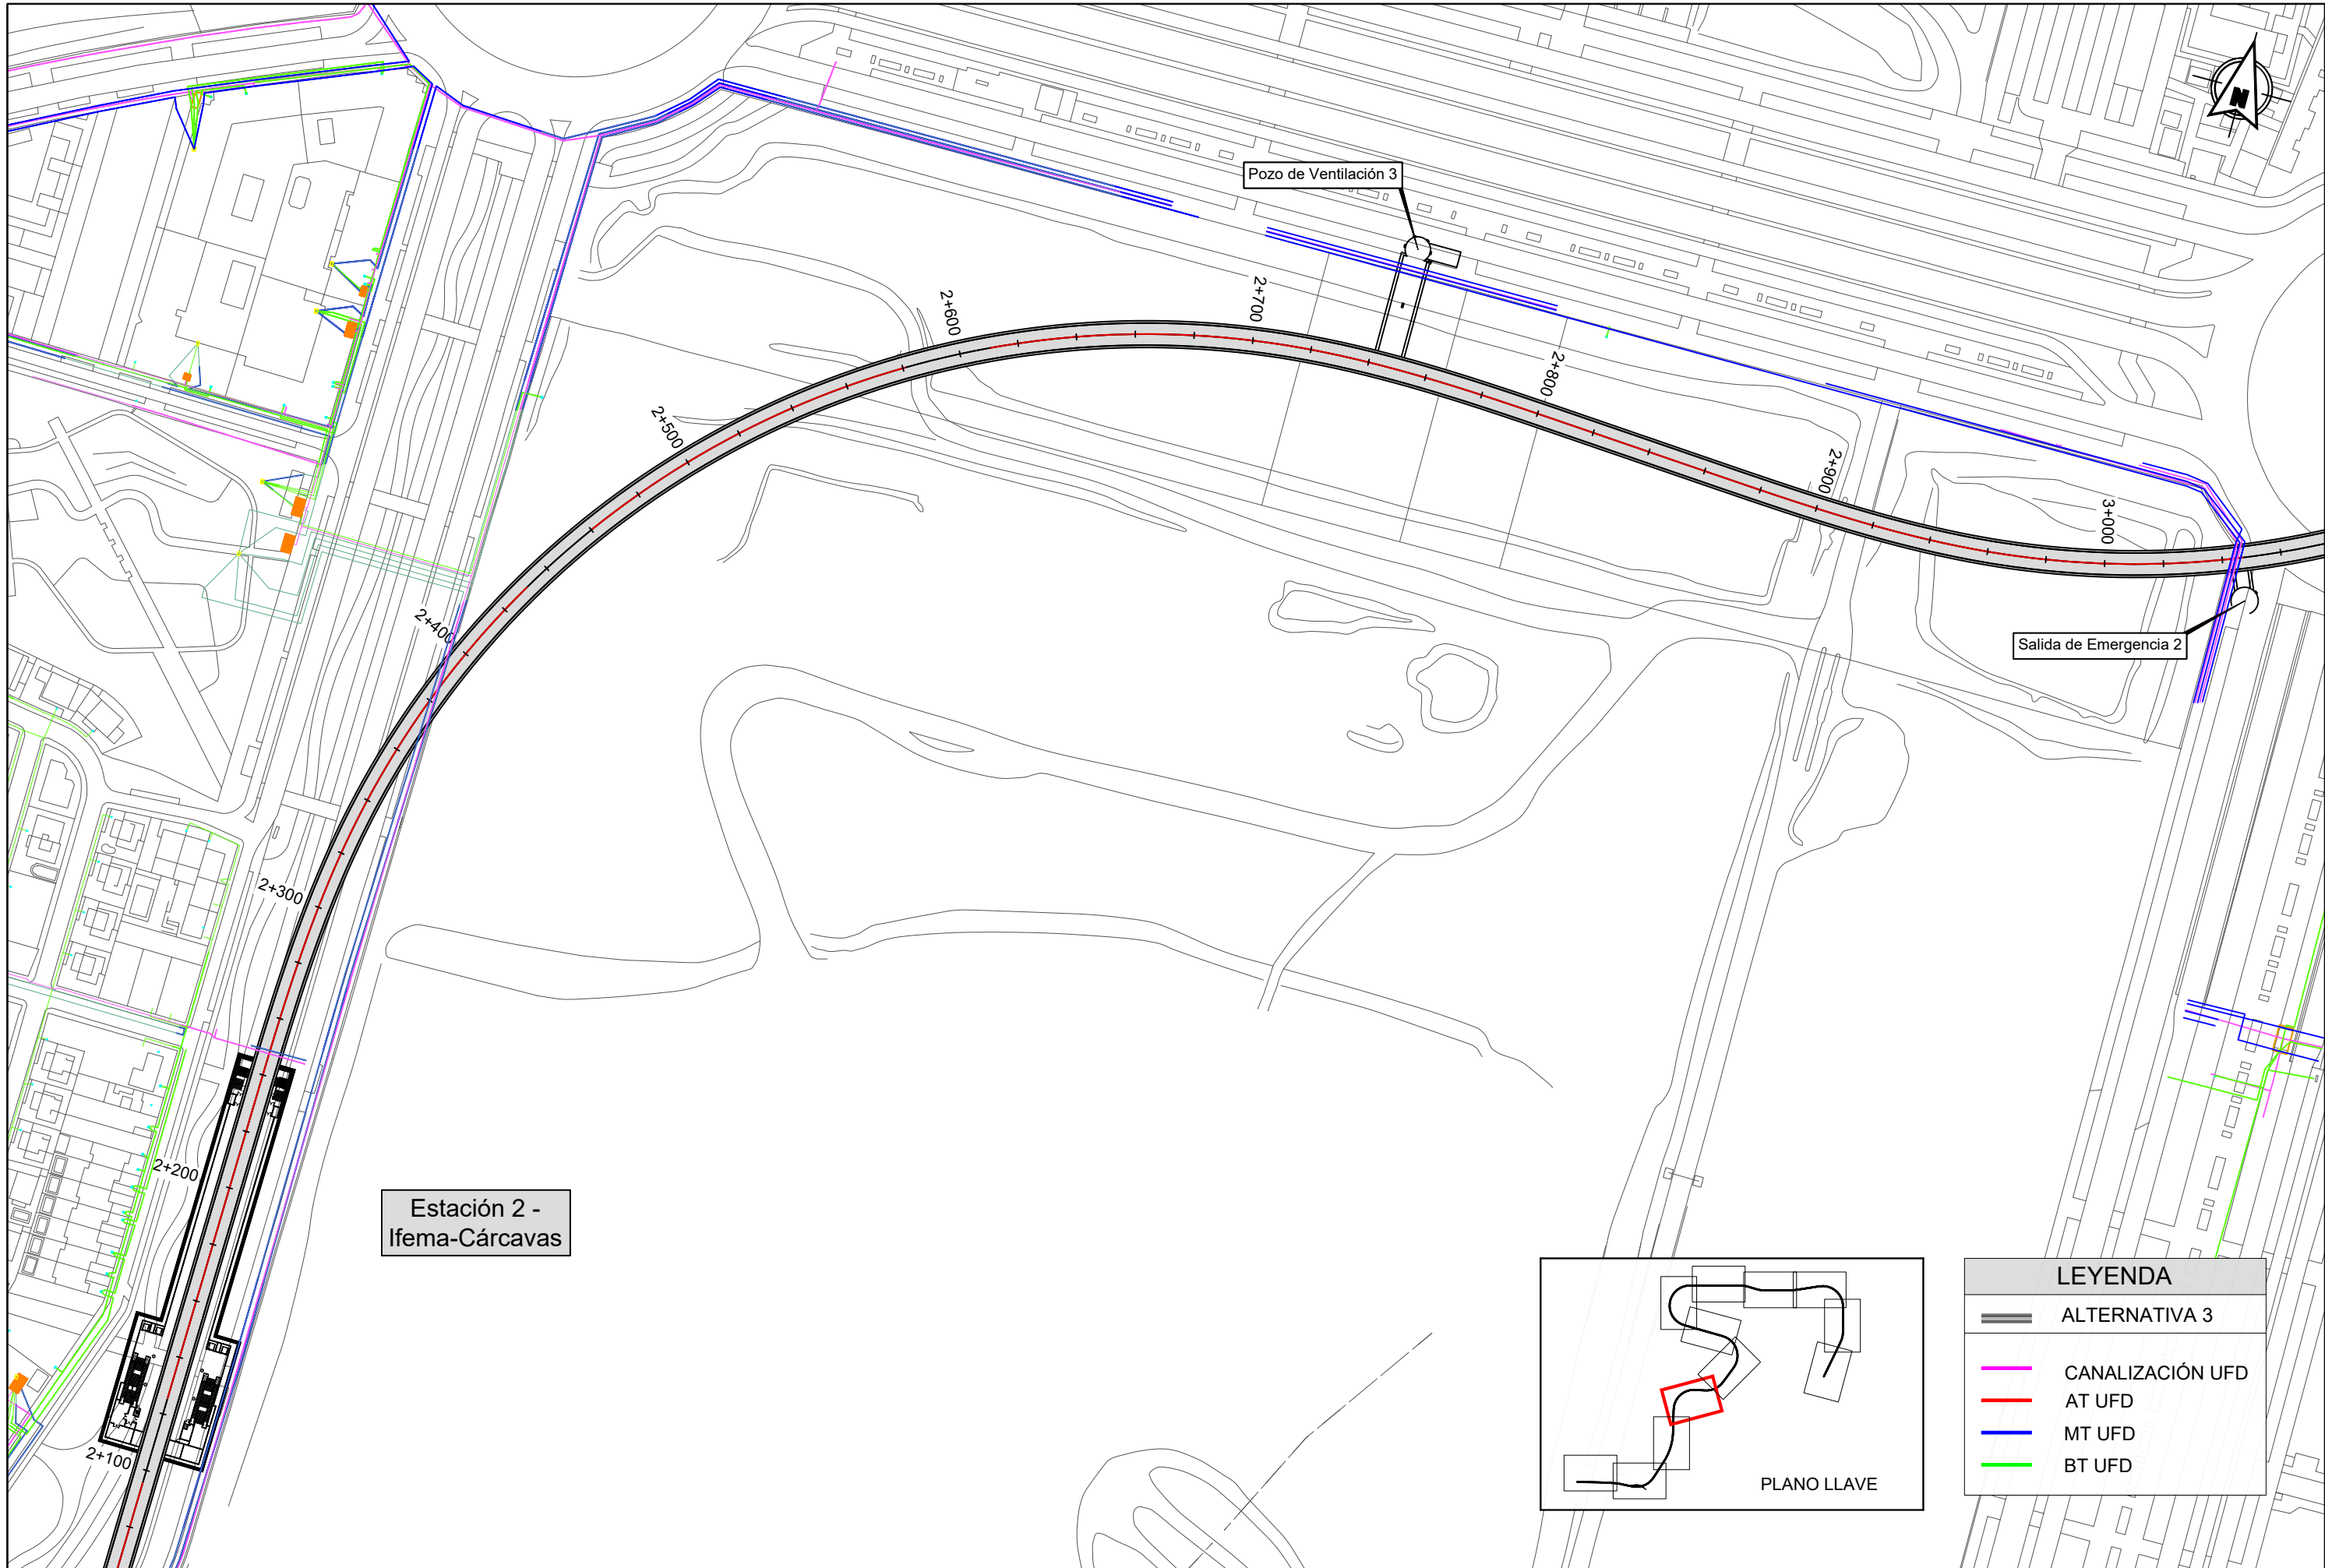 N
Pozo de Ventilación 3
2+600
2+700
2+800
2+500
2+900
3+000
2+400
Salida de Emergencia 2
2+300
2+200
Estación 2 -
Ifema-Cárcavas
2+100
PLANO LLAVE
LEYENDA
ALTERNATIVA 3
CANALIZACIÓN UFD
AT UFD
MT UFD
BT UFD